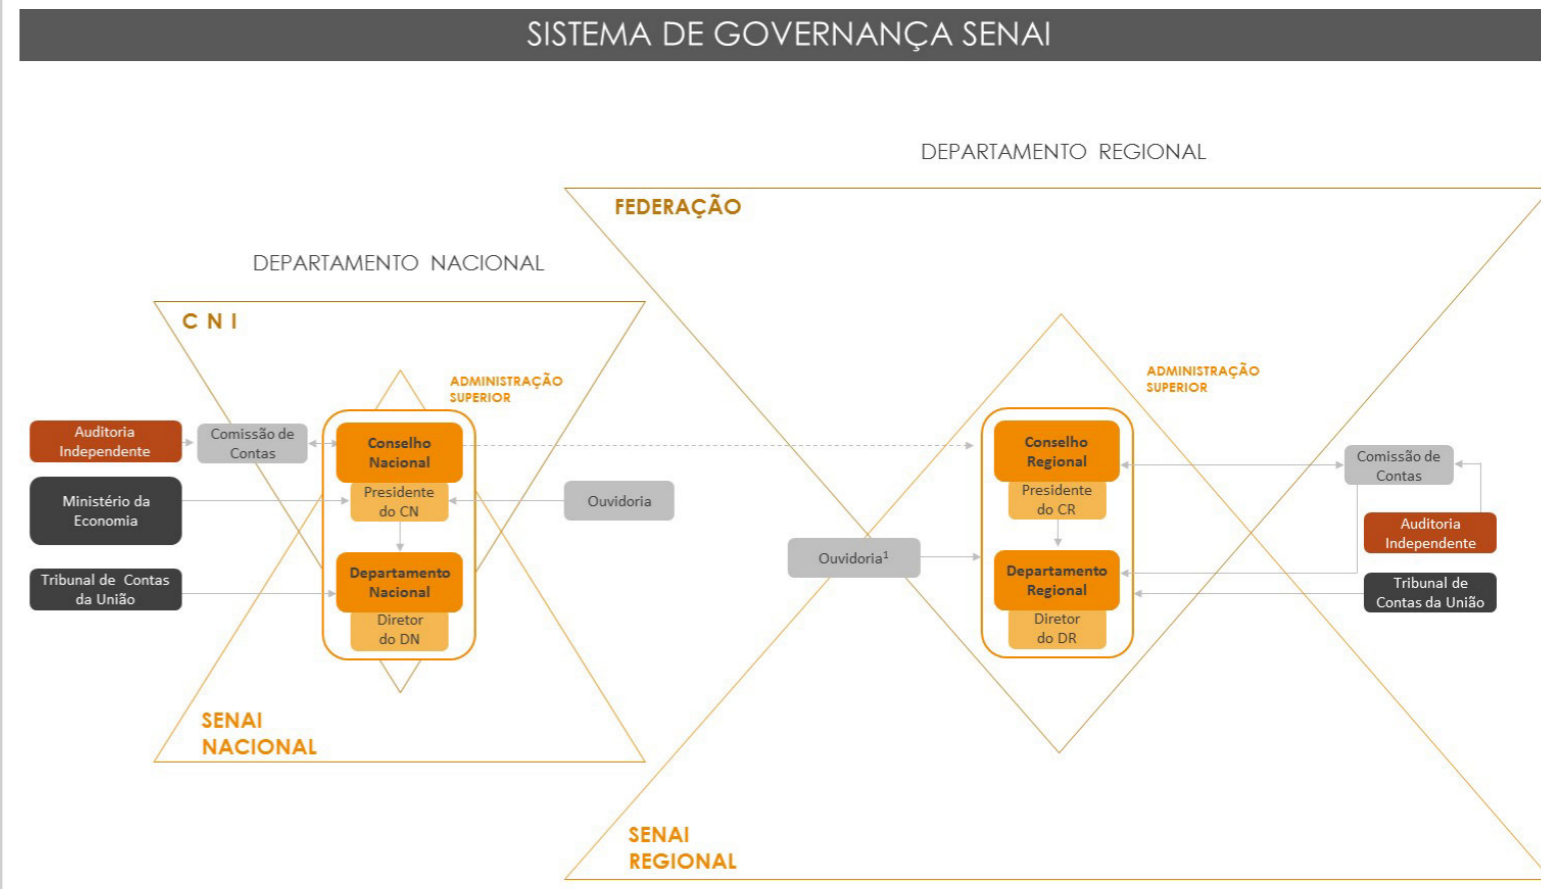 SISTEMA DE GOVERNANÇA SENAI
DEPARTAMENTO NACIONAL
C N I
ADMINISTRAÇÃO
SUPERIOR
Auditoria
Independente
Comissão de
Contas
Conselho
Nacional
Ministério da
Economia
Presidente
do CN
Ouvidoria
Tribunal de Contas
da União
Departamento
Nacional
Diretor
do DN
SENAI
NACIONAL
DEPARTAMENTO REGIONAL
FEDERAÇÃO
ADMINISTRAÇÃO
SUPERIOR
Conselho
Regional
Comissão de
Contas
Presidente
do CR
Auditoria
Independente
Ouvidoria¹
Departamento
Regional
Tribunal de
Contas da União
Diretor
do DR
SENAI
REGIONAL